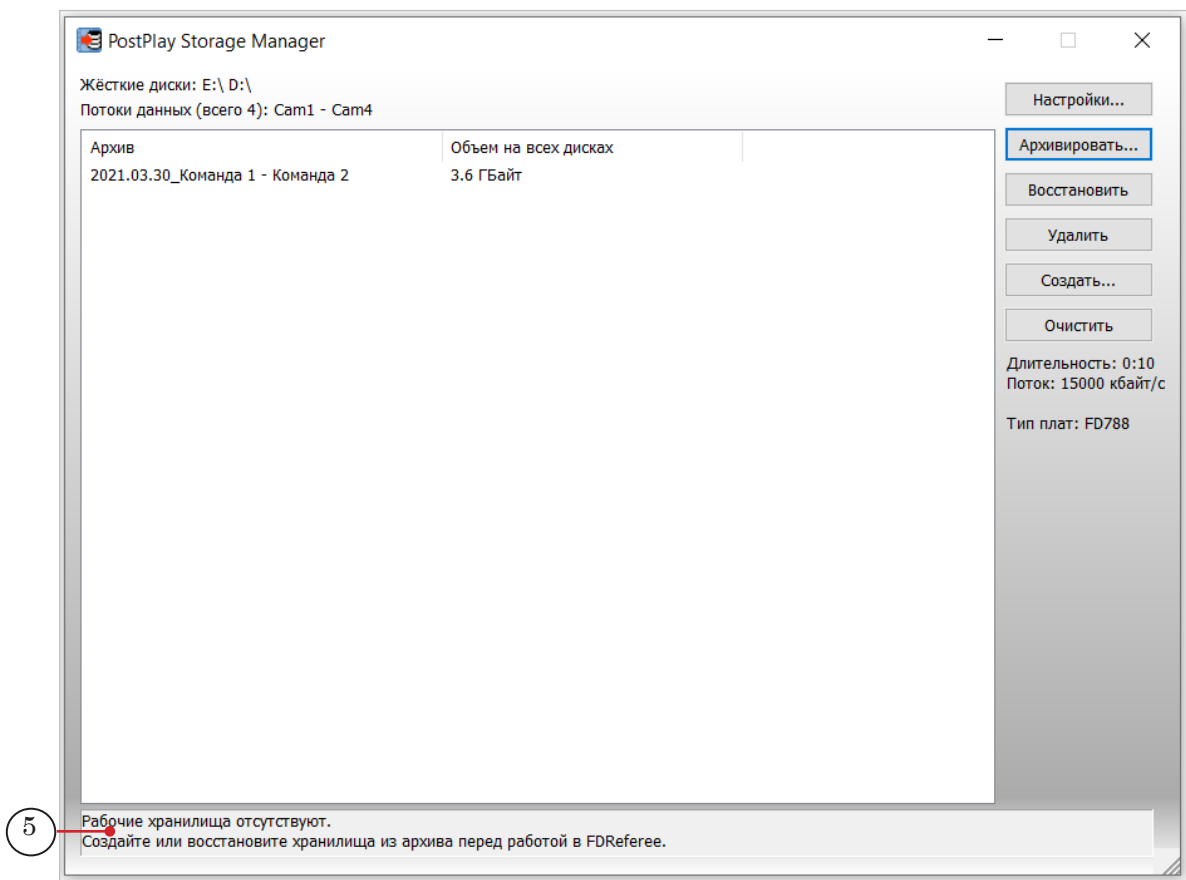 PostPlay Storage Manager
Жёсткие диски: E:\ D:\
Потоки данных (всего 4): Cam1 - Cam4
Архив Объем на всех дисках
2021.03.30_Команда 1 - Команда 2 3.6 ГБайт
Настройки...
Архивировать...
Восстановить
Удалить
Создать...
Очистить
Длительность: 0:10
Поток: 15000 кбайт/с
Тип плат: FD788
5
Рабочие хранилища отсутствуют.
Создайте или восстановите хранилища из архива перед работой в FDReferee.